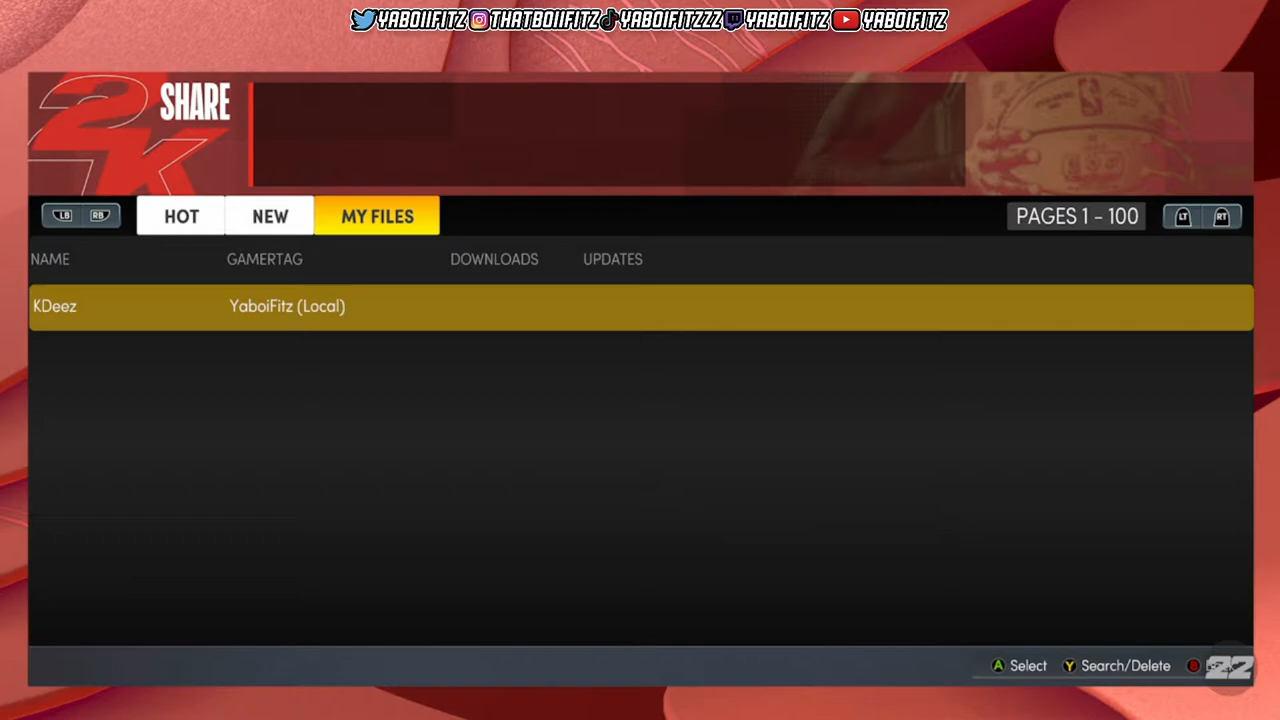 YABOIIFITZ THATBOIIFITZ YABOIFITZZZ YABOIFITZ YABOIFITZ
2K SHARE
LB RB HOT NEW MY FILES PAGES 1 - 100 LT RT
NAME GAMERTAG DOWNLOADS UPDATES
KDeez YaboiFitz (Local)
A Select Y Search/Delete B
22